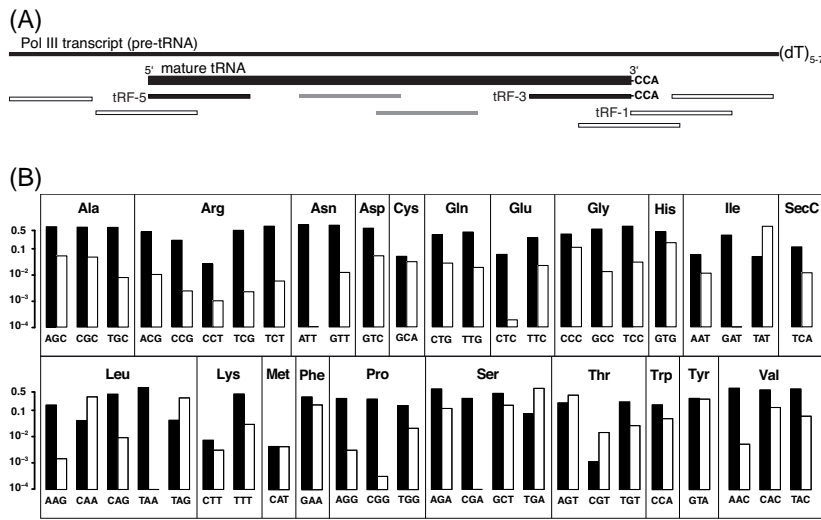 (A)
Pol III transcript (pre-tRNA)
(dT)5-7
5' mature tRNA 3'
-CCA
tRF-5 tRF-3 -CCA
tRF-1
(B)
Ala Arg Asn Asp Cys Gln Glu Gly His Ile SecC
0.5
0.1
10⁻²
10⁻³
10⁻⁴
AGC CGC TGC ACG CCG CCT TCG TCT ATT GTT GTC GCA CTG TTG CTC TTC CCC GCC TCC GTG AAT GAT TAT TCA
Leu Lys Met Phe Pro Ser Thr Trp Tyr Val
0.5
0.1
10⁻²
10⁻³
10⁻⁴
AAG CAA CAG TAA TAG CTT TTT CAT GAA AGG CGG TGG AGA CGA GCT TGA AGT CGT TGT CCA GTA AAC CAC TAC